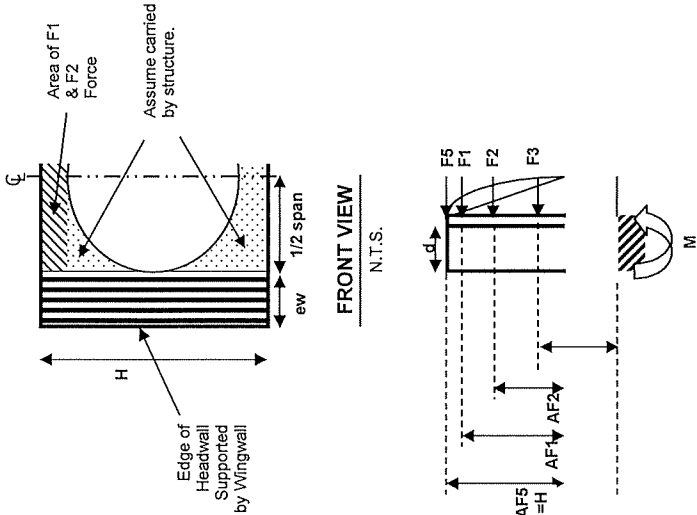 Area of F1
& F2
Force
Assume carried
by structure.
C
L
H
ew
1/2 span
Edge of
Headwall
Supported
by Wingwall
FRONT VIEW
N.T.S.
F5
F1
F2
F3
d
AF5
=H
AF1
AF2
M